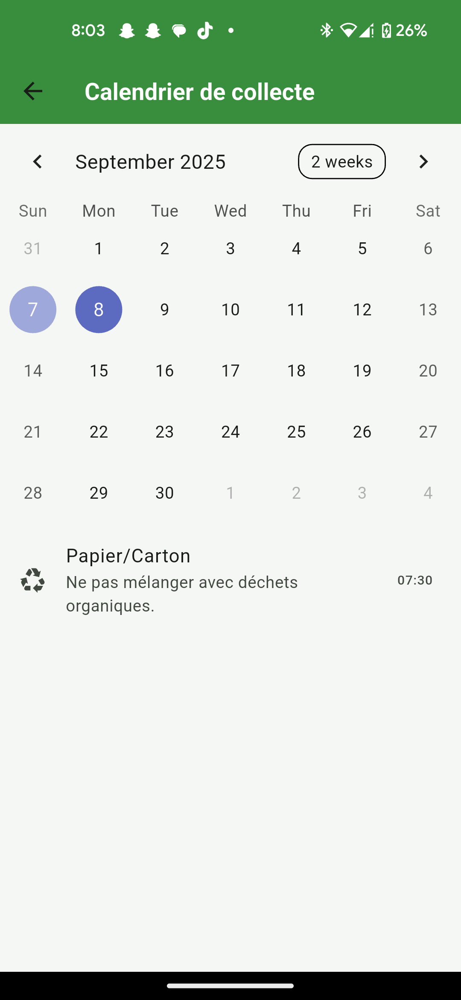 8:03 26%
Calendrier de collecte
September 2025 2 weeks
Sun Mon Tue Wed Thu Fri Sat
31 1 2 3 4 5 6
7 8 9 10 11 12 13
14 15 16 17 18 19 20
21 22 23 24 25 26 27
28 29 30 1 2 3 4
Papier/Carton
Ne pas mélanger avec déchets
organiques.
07:30